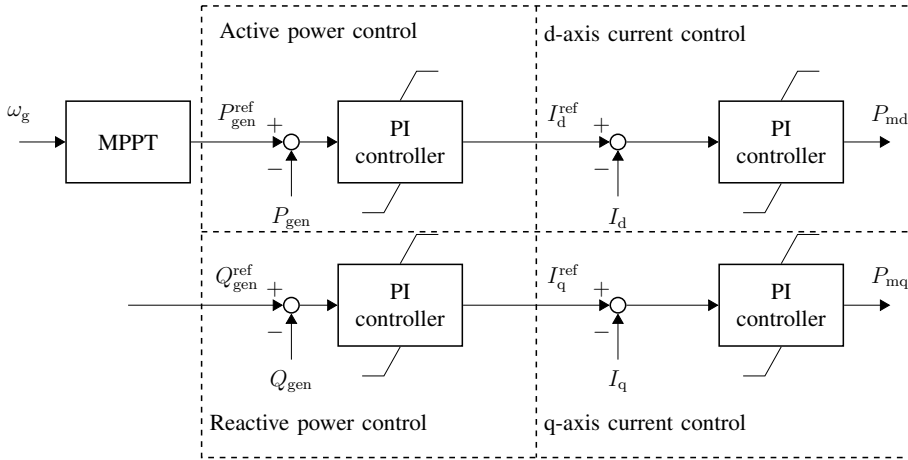 Active power control
d-axis current control
ω_g
MPPT
P_gen^ref
+
−
P_gen
PI
controller
I_d^ref
+
−
I_d
PI
controller
P_md
Q_gen^ref
+
−
Q_gen
PI
controller
I_q^ref
+
−
I_q
PI
controller
P_mq
Reactive power control
q-axis current control